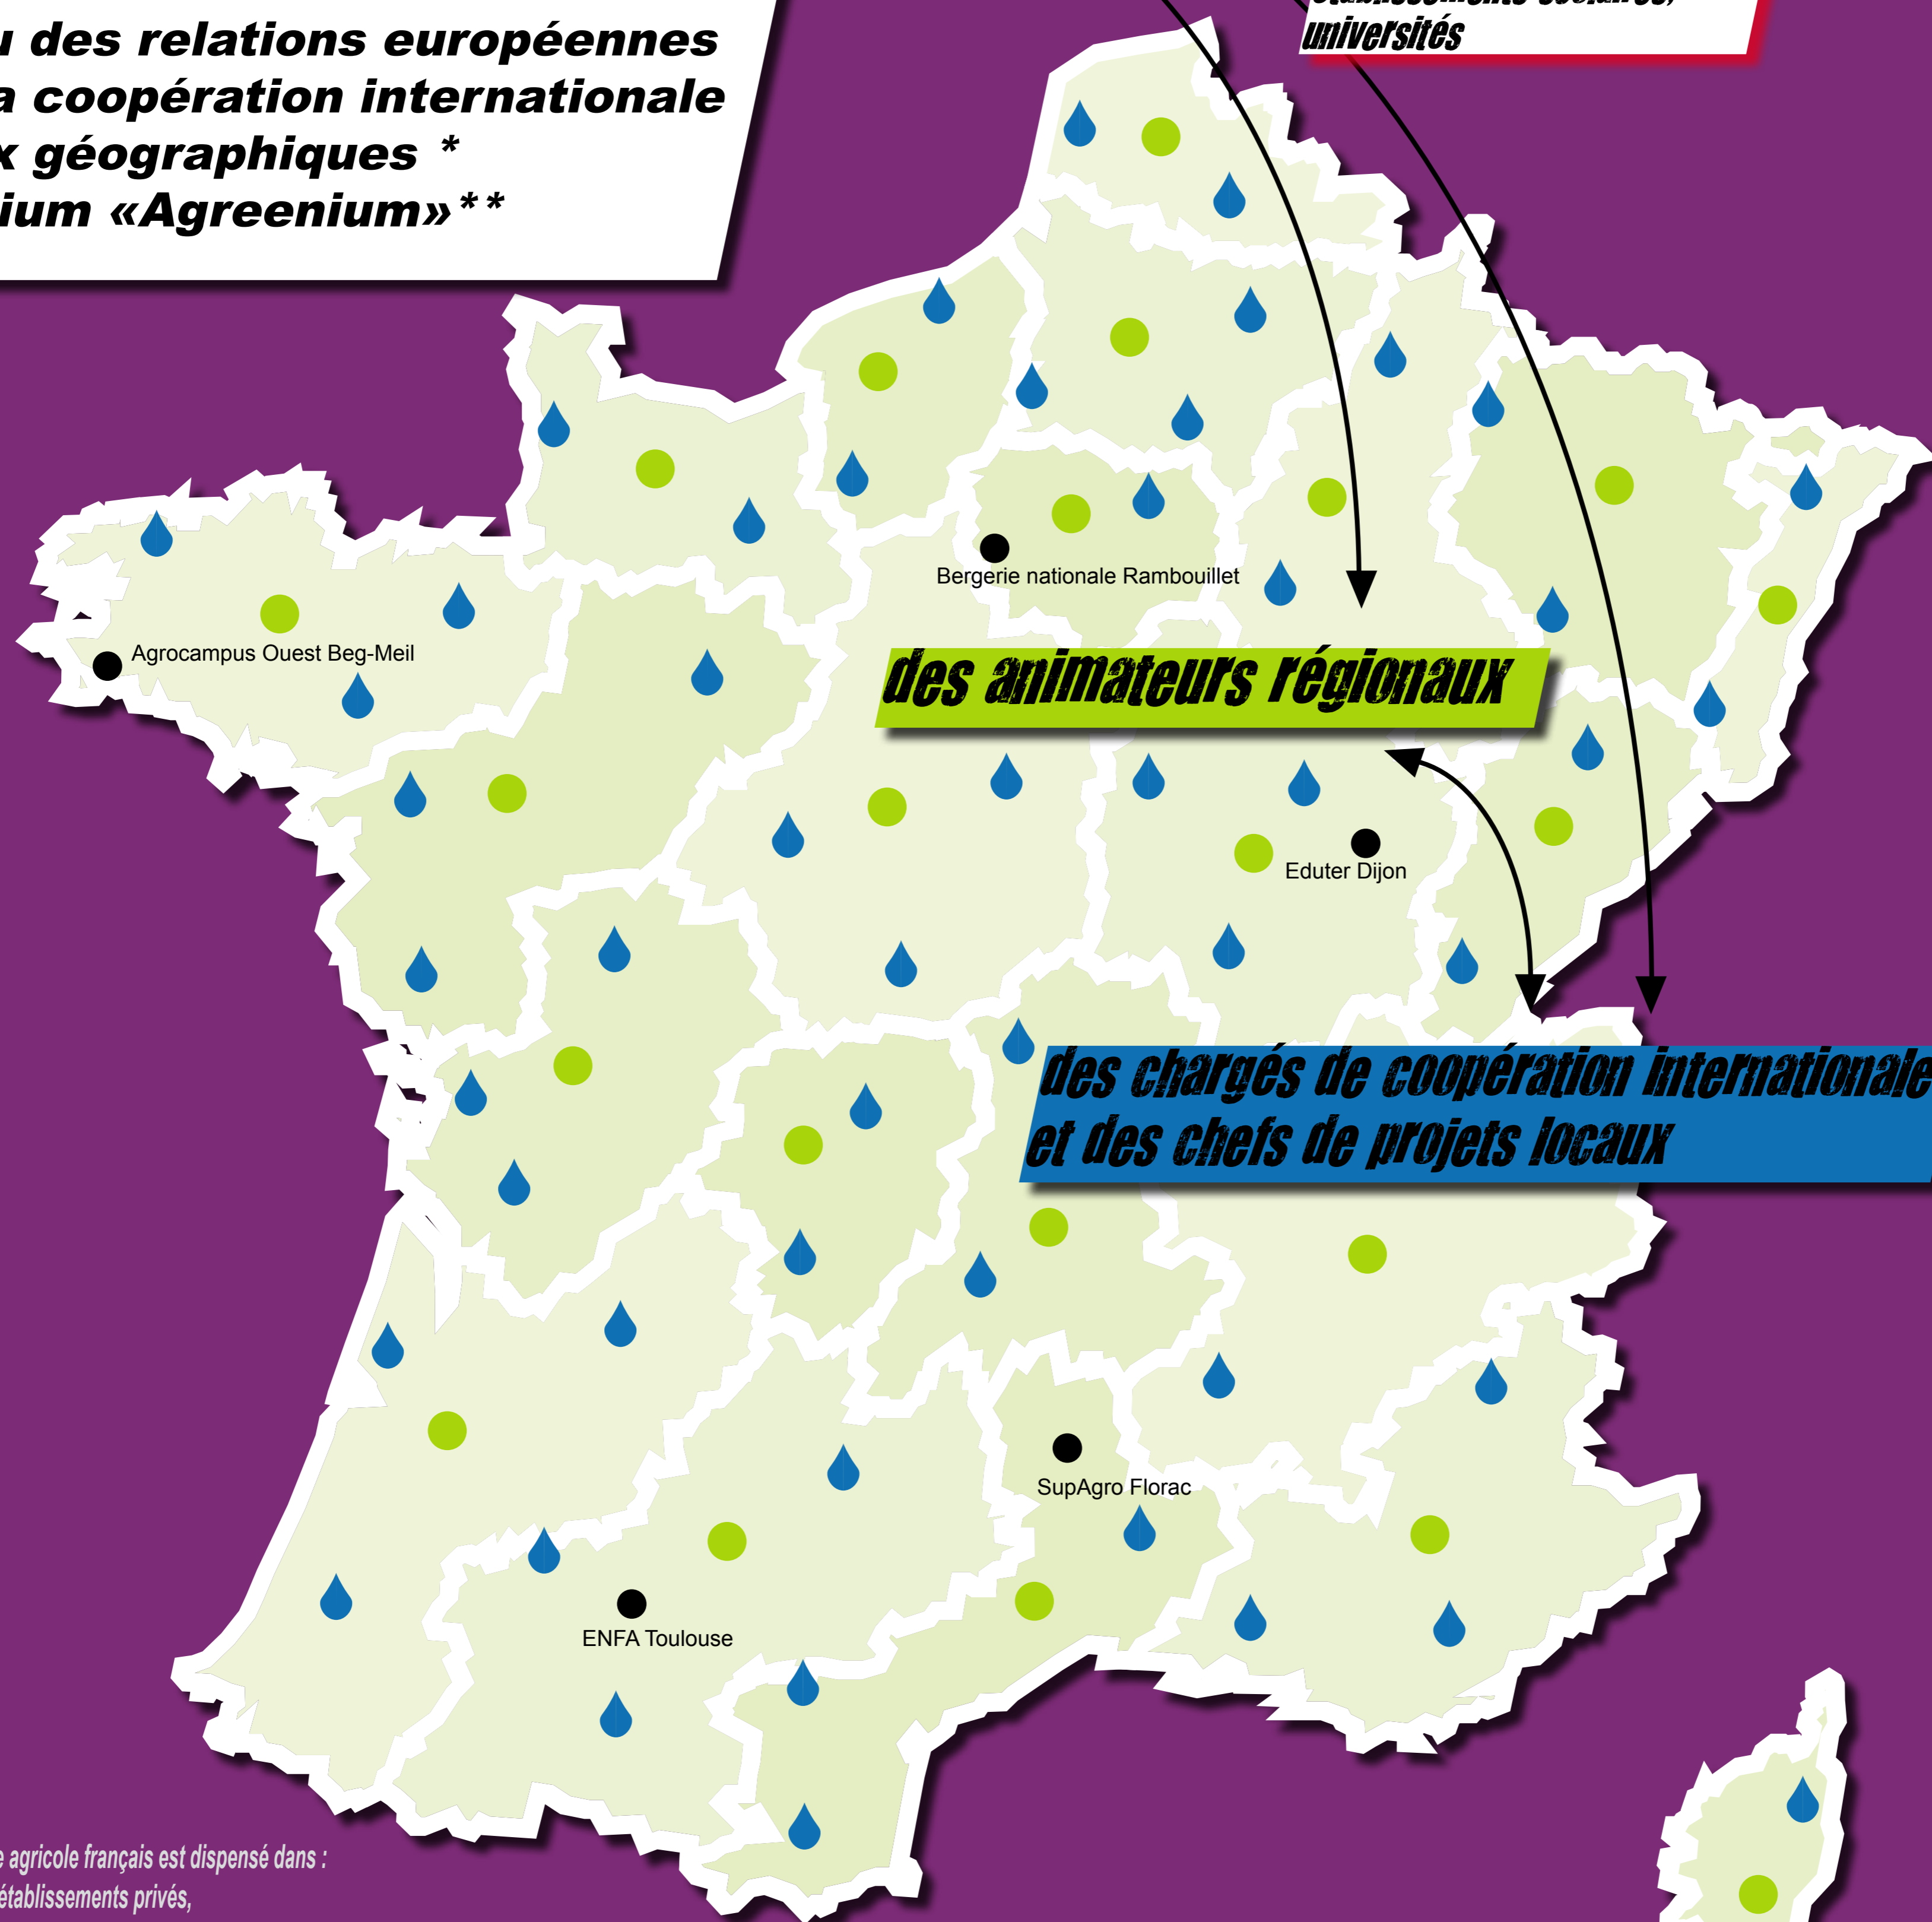 des relations européennes
coopération internationale
géographiques *
«Agreenium»**
universités
Bergerie nationale Rambouillet
Agrocampus Ouest Beg-Meil
des animateurs régionaux
Eduter Dijon
des chargés de coopération internationale
et des chefs de projets locaux
SupAgro Florac
ENFA Toulouse
agricole français est dispensé dans :
établissements privés,